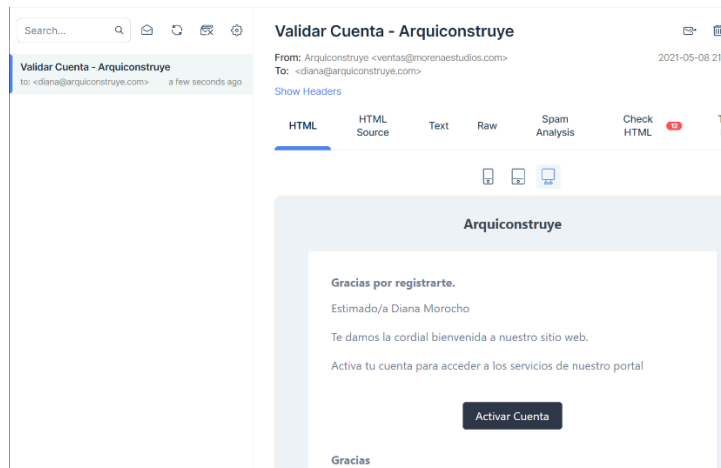 Search...
Validar Cuenta - Arquiconstruye
to: <diana@arquiconstruye.com> a few seconds ago
Validar Cuenta - Arquiconstruye
From: Arquiconstruye <ventas@morenaestudios.com> 2021-05-08 21
To: <diana@arquiconstruye.com>
Show Headers
HTML
HTML Source
Text
Raw
Spam Analysis
Check HTML 12
Arquiconstruye
Gracias por registrarte.
Estimado/a Diana Morocho
Te damos la cordial bienvenida a nuestro sitio web.
Activa tu cuenta para acceder a los servicios de nuestro portal
Activar Cuenta
Gracias